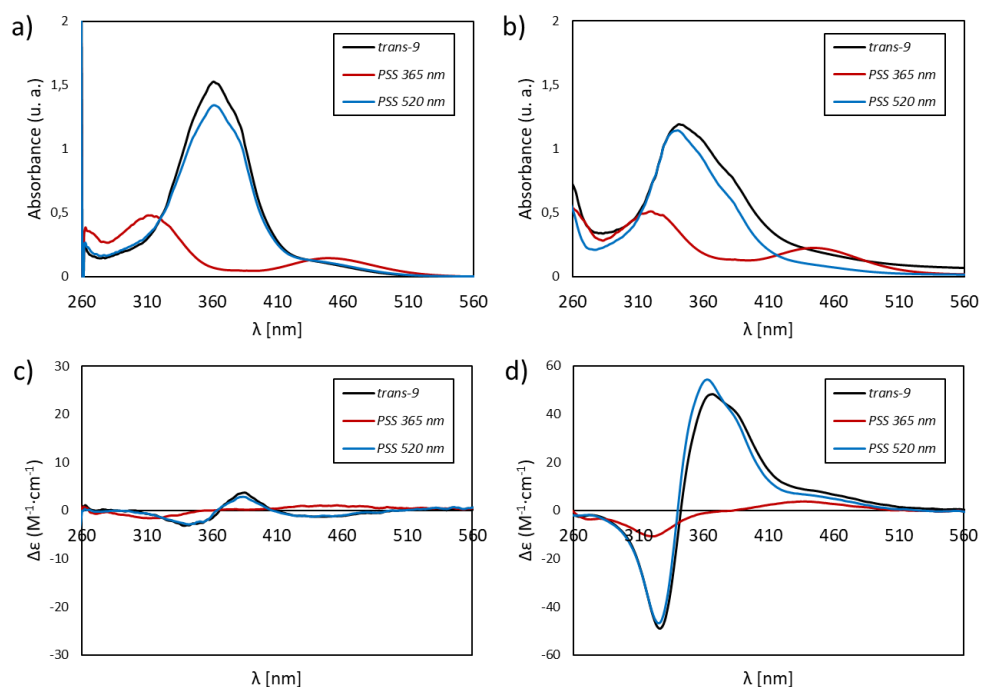 a)
Absorbance (u. a.)
2
1,5
1
0,5
0
260 310 360 410 460 510 560
λ [nm]
trans-9
PSS 365 nm
PSS 520 nm
b)
Absorbance (u. a.)
2
1,5
1
0,5
0
260 310 360 410 460 510 560
λ [nm]
trans-9
PSS 365 nm
PSS 520 nm
c)
Δε (M⁻¹·cm⁻¹)
30
20
10
0
-10
-20
-30
260 310 360 410 460 510 560
λ [nm]
trans-9
PSS 365 nm
PSS 520 nm
d)
Δε (M⁻¹·cm⁻¹)
60
40
20
0
-20
-40
-60
260 310 360 410 460 510 560
λ [nm]
trans-9
PSS 365 nm
PSS 520 nm